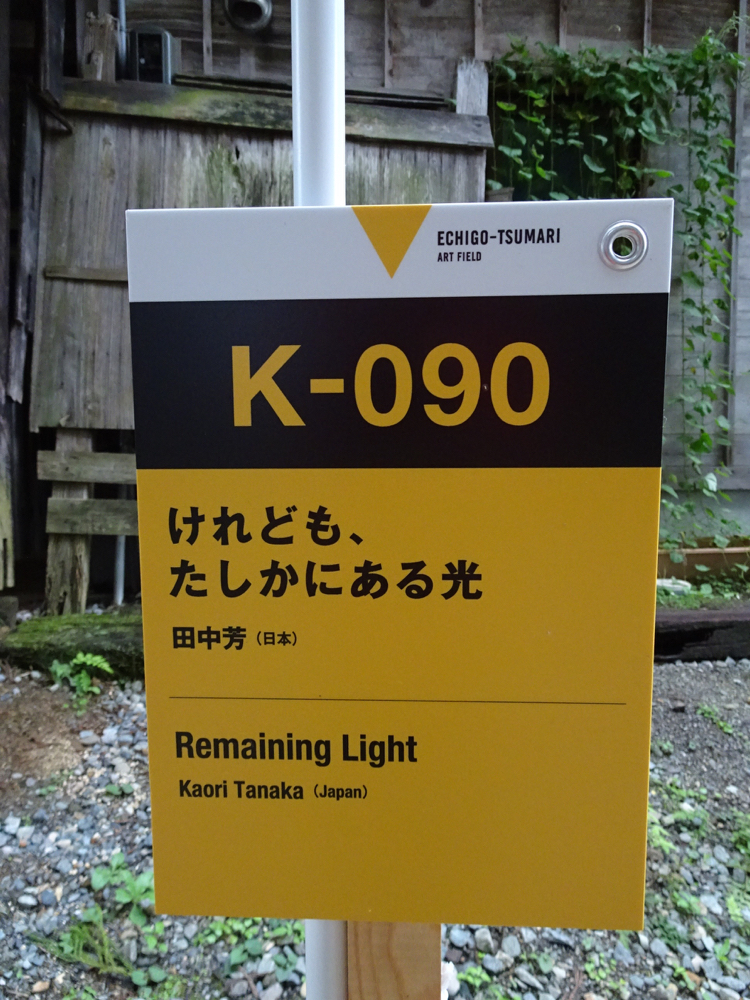 ECHIGO-TSUMARI
ART FIELD
K-090
けれども、
たしかにある光
田中芳（日本）
Remaining Light
Kaori Tanaka（Japan）